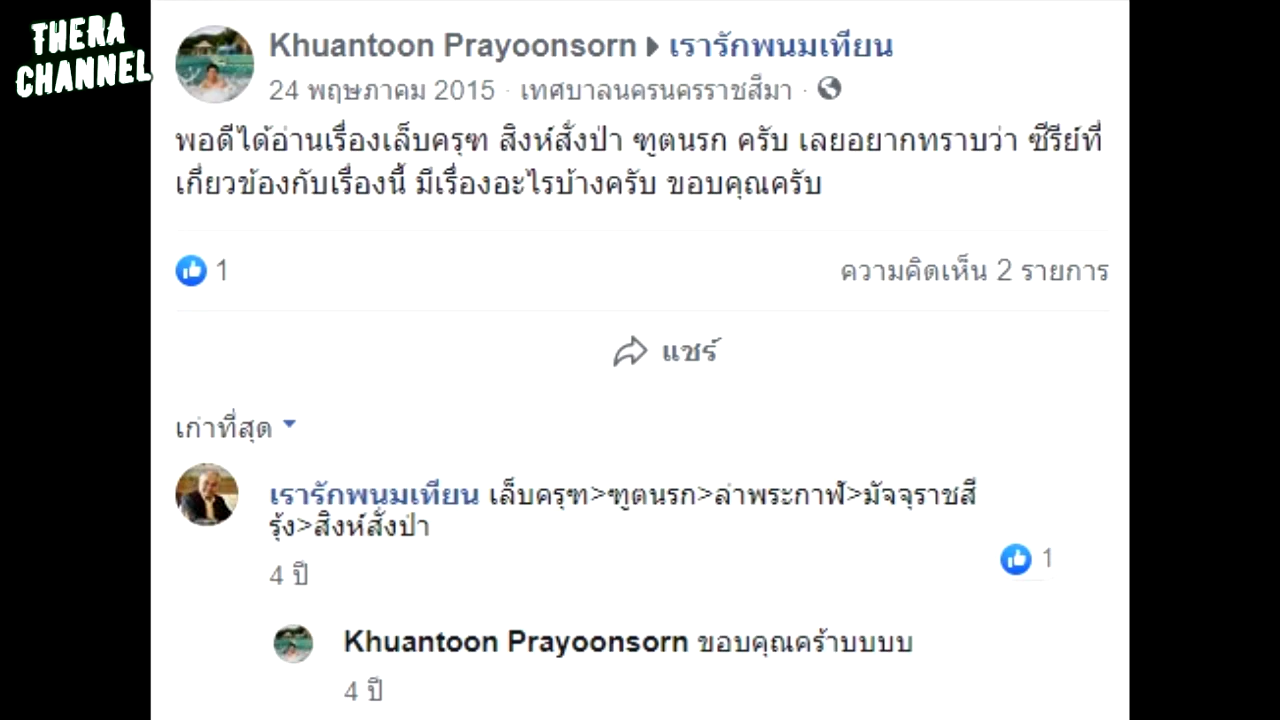 THERA
CHANNEL
Khuantoon Prayoonsorn ▶ เรารักพนมเทียน
24 พฤษภาคม 2015 · เทศบาลนครนครราชสีมา ·
พอดีได้อ่านเรื่องเล็บครุฑ สิงห์สั่งป่า ฑูตนรก ครับ เลยอยากทราบว่า ซีรีย์ที่
เกี่ยวข้องกับเรื่องนี้ มีเรื่องอะไรบ้างครับ ขอบคุณครับ
1
ความคิดเห็น 2 รายการ
แชร์
เก่าที่สุด
เรารักพนมเทียน เล็บครุฑ>ฑูตนรก>ล่าพระกาฬ>มัจจุราชสี
รุ้ง>สิงห์สั่งป่า
1
4 ปี
Khuantoon Prayoonsorn ขอบคุณคร้าบบบบ
4 ปี